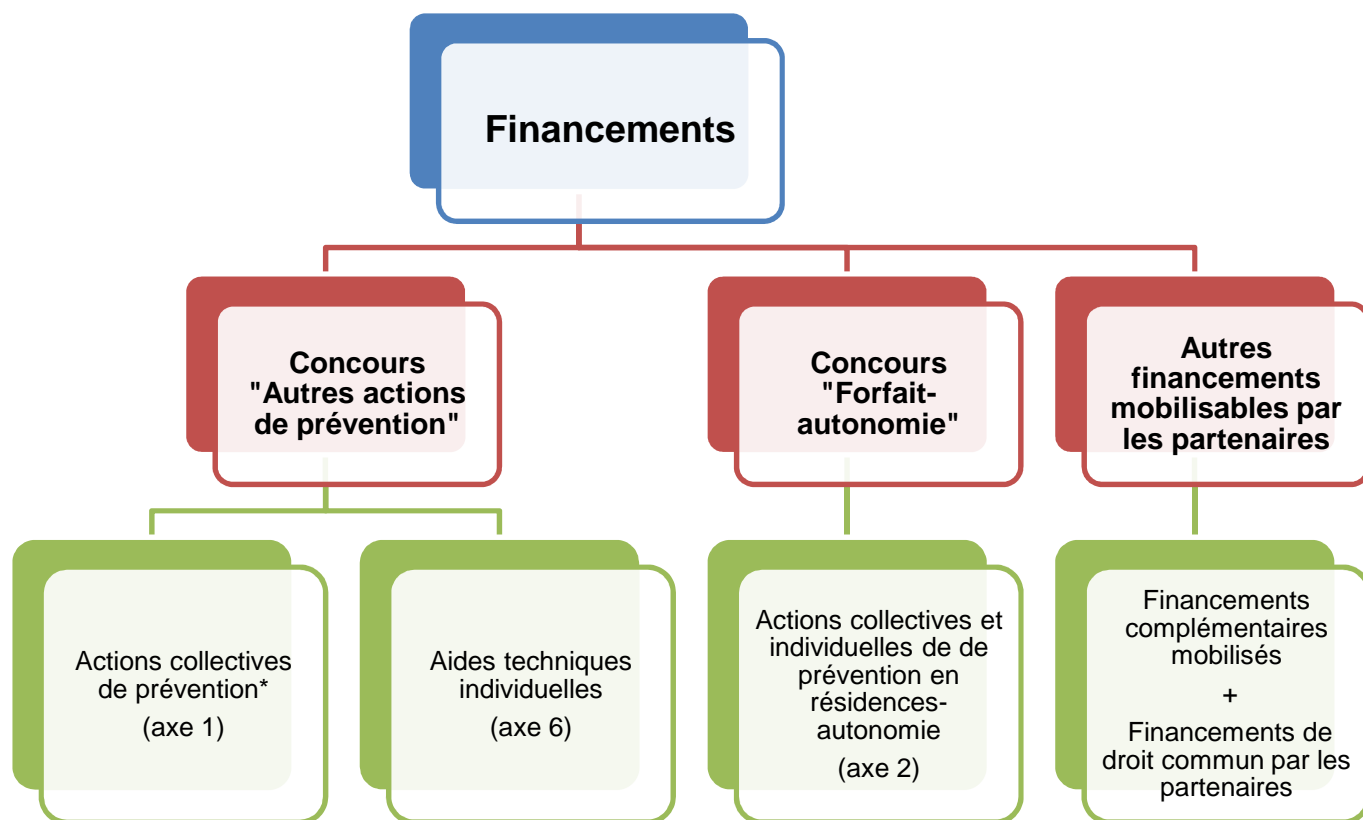 Financements
Concours
"Autres actions
de prévention"
Concours
"Forfait-
autonomie"
Autres
financements
mobilisables par
les partenaires
Actions collectives
de prévention*
(axe 1)
Aides techniques
individuelles
(axe 6)
Actions collectives et
individuelles de de
prévention en
résidences-
autonomie
(axe 2)
Financements
complémentaires
mobilisés
+
Financements de
droit commun par les
partenaires